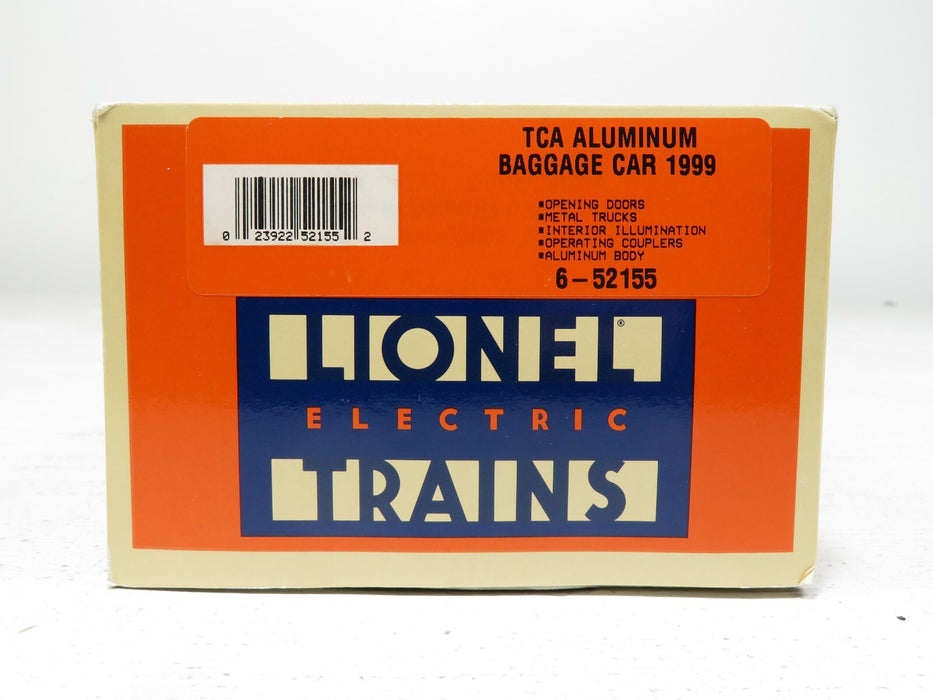 TCA ALUMINUM
BAGGAGE CAR 1999
*OPENING DOORS
*METAL TRUCKS
*INTERIOR ILLUMINATION
*OPERATING COUPLERS
*ALUMINUM BODY
6-52155
0 23922 52155 2
LIONEL®
ELECTRIC
TRAINS